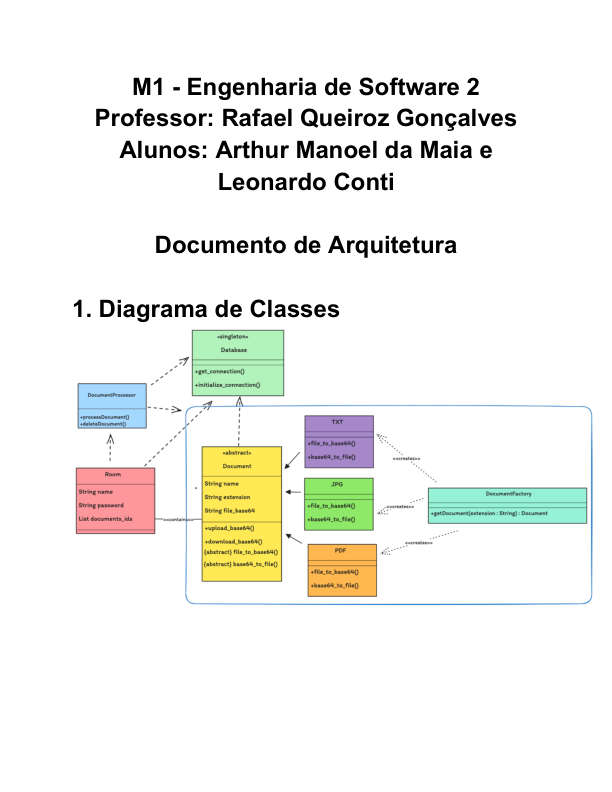 M1 - Engenharia de Software 2
Professor: Rafael Queiroz Gonçalves
Alunos: Arthur Manoel da Maia e
Leonardo Conti
Documento de Arquitetura
1. Diagrama de Classes
«singleton»
Database
+get_connection()
+initialize_connection()
DocumentProcessor
+processDocument()
+deleteDocument()
Room
String name
String password
List documents_ids
<<contains>>
*
«abstract»
Document
String name
String extension
String file_base64
+upload_base64()
+download_base64()
{abstract} file_to_base64()
{abstract} base64_to_file()
TXT
+file_to_base64()
+base64_to_file()
JPG
+file_to_base64()
+base64_to_file()
PDF
+file_to_base64()
+base64_to_file()
<<creates>>
<<creates>>
<<creates>>
DocumentFactory
+getDocument(extension : String) : Document